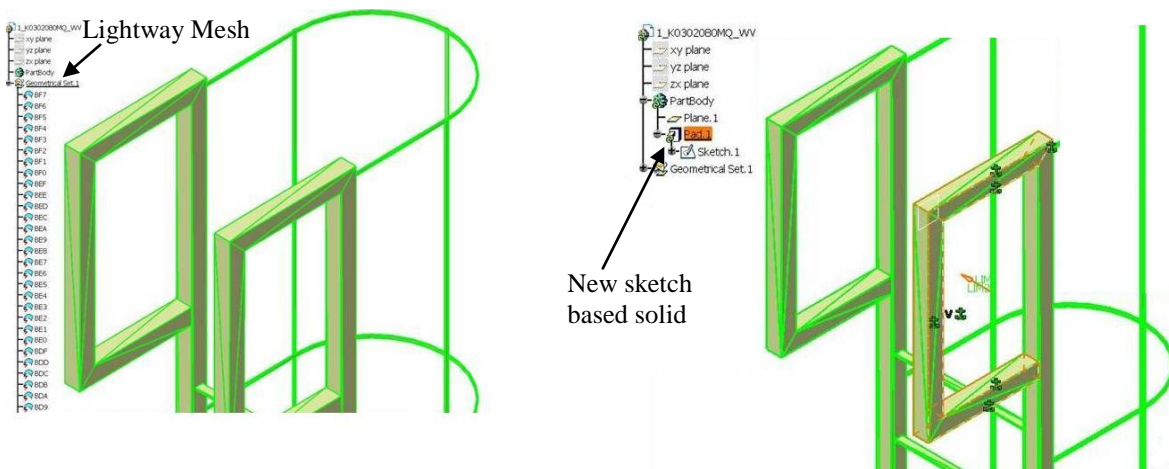 Lightway Mesh
1_K03020B0MQ_WV
xy plane
yz plane
zx plane
PartBody
Geometrical Set.1
BF7
BF6
BF5
BF4
BF3
BF2
BF1
BF0
BEF
BEE
BED
BEC
BEA
BE9
BE8
BE7
BE6
BE5
BE4
BE3
BE2
BE1
BE0
BDF
BDD
BDC
BDB
BDA
BD9
1_K03020B0MQ_WV
xy plane
yz plane
zx plane
PartBody
Plane.1
Pad.1
Sketch.1
Geometrical Set.1
New sketch
based solid
LIM
LIM2
V